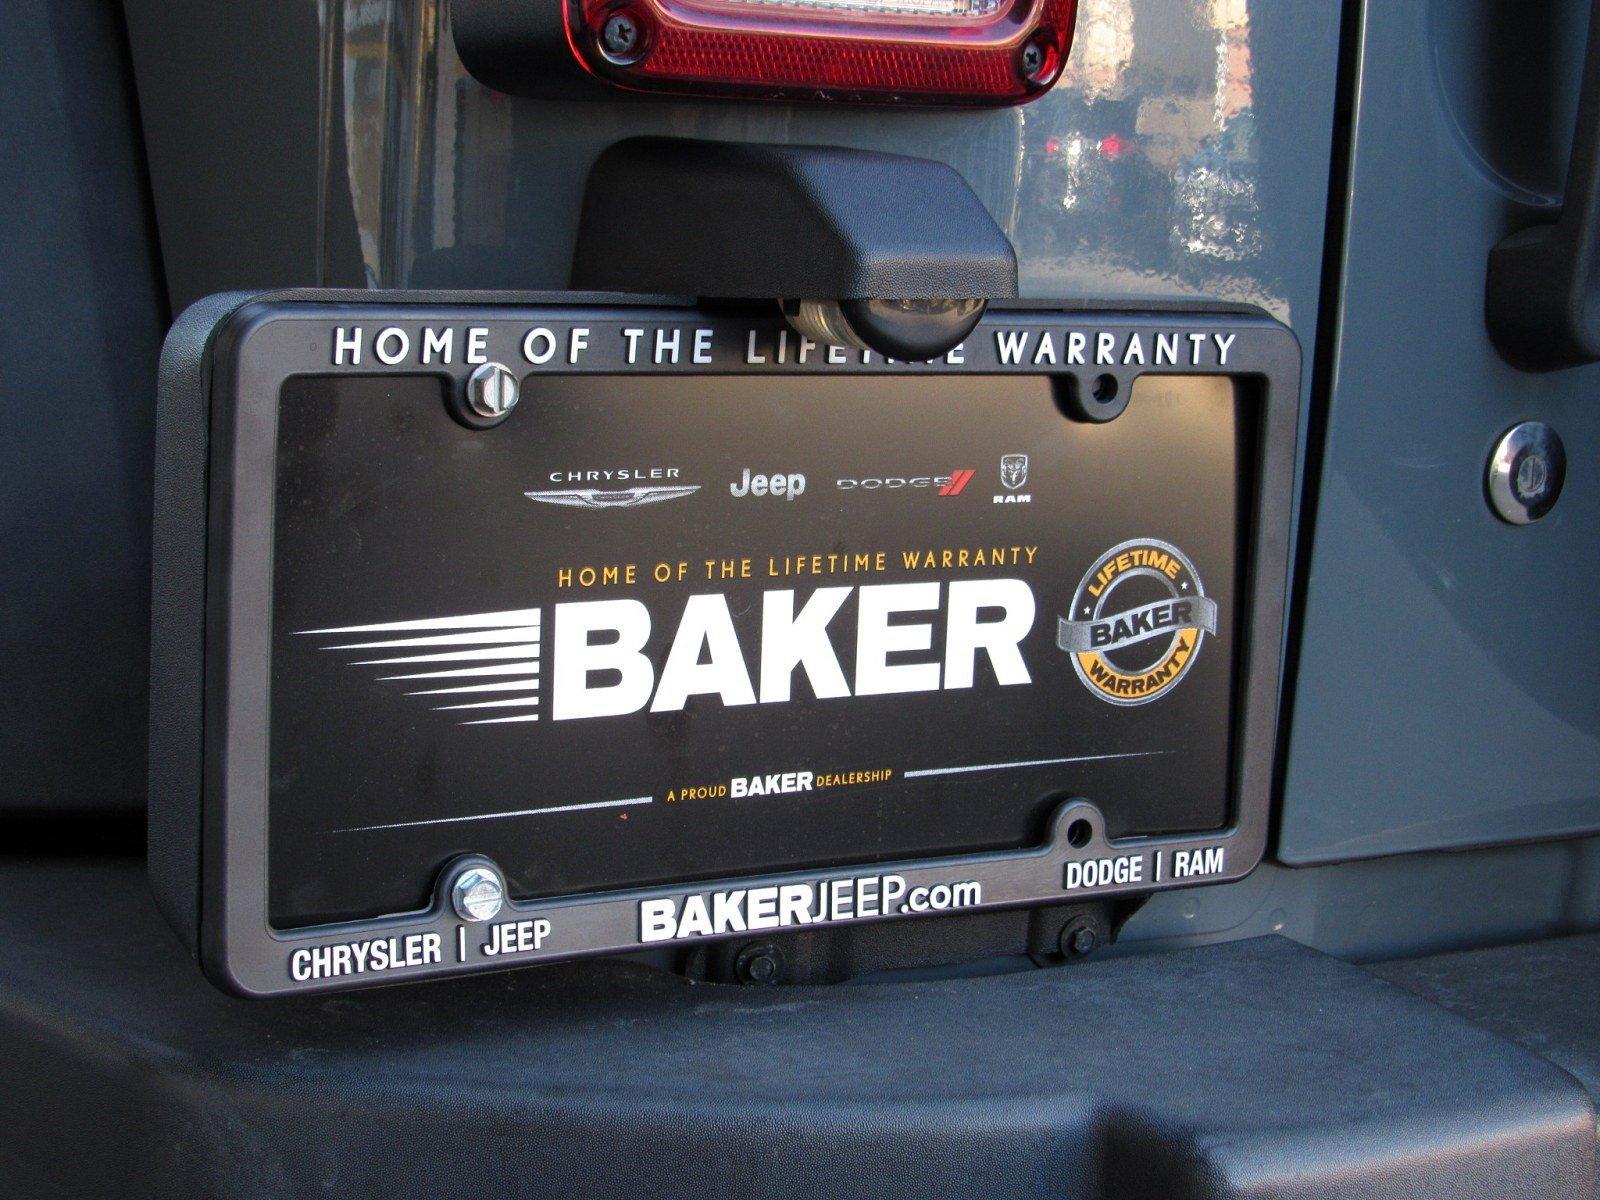 HOME OF THE LIFETIME WARRANTY
CHRYSLER Jeep DODGE RAM
HOME OF THE LIFETIME WARRANTY
BAKER
LIFETIME
BAKER
WARRANTY
A PROUD BAKER DEALERSHIP
CHRYSLER | JEEP BAKERJEEP.com DODGE | RAM